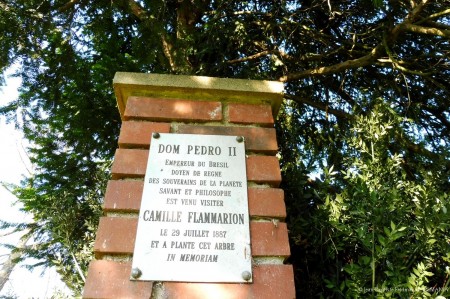 DOM PEDRO II
EMPEREUR DU BRESIL
DOYEN DE REGNE
DES SOUVERAINS DE LA PLANETE
SAVANT ET PHILOSOPHE
EST VENU VISITER
CAMILLE FLAMMARION
LE 29 JUILLET 1887
ET A PLANTE CET ARBRE
IN MEMORIAM